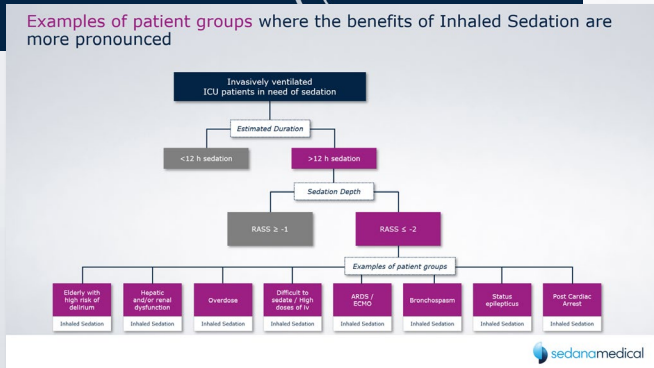 Examples of patient groups where the benefits of Inhaled Sedation are
more pronounced
Invasively ventilated
ICU patients in need of sedation
Estimated Duration
<12 h sedation
>12 h sedation
Sedation Depth
RASS ≥ -1
RASS ≤ -2
Examples of patient groups
Elderly with
high risk of
delirium
Inhaled Sedation
Hepatic
and/or renal
dysfunction
Inhaled Sedation
Overdose
Inhaled Sedation
Difficult to
sedate / High
doses of iv
Inhaled Sedation
ARDS /
ECMO
Inhaled Sedation
Bronchospasm
Inhaled Sedation
Status
epilepticus
Inhaled Sedation
Post Cardiac
Arrest
Inhaled Sedation
sedanamedical